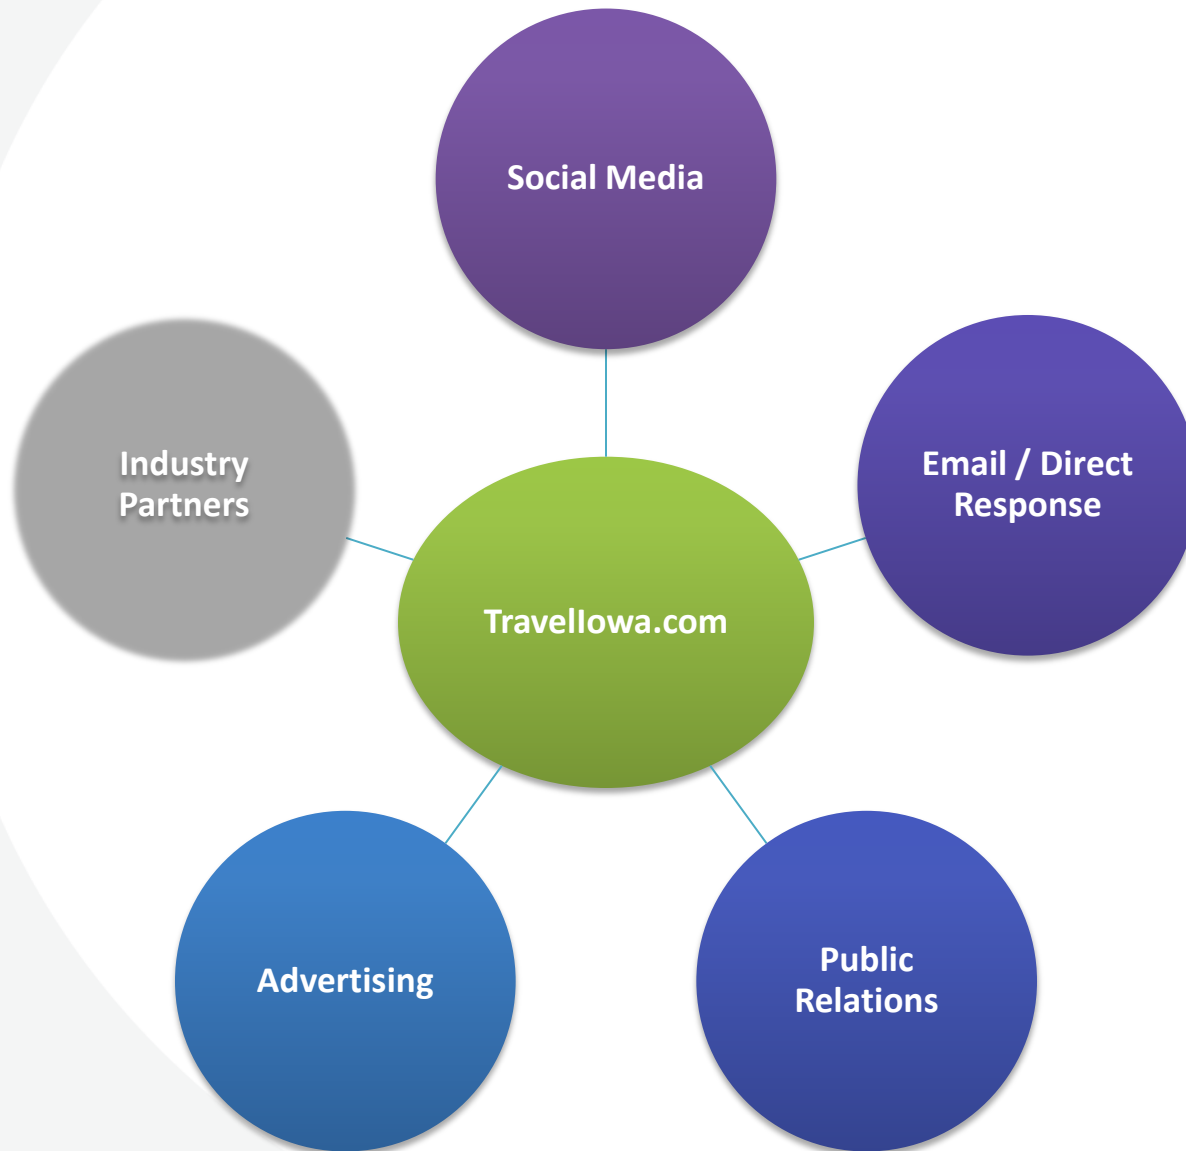 Social Media
Industry
Partners
Email / Direct
Response
TravelIowa.com
Advertising
Public
Relations